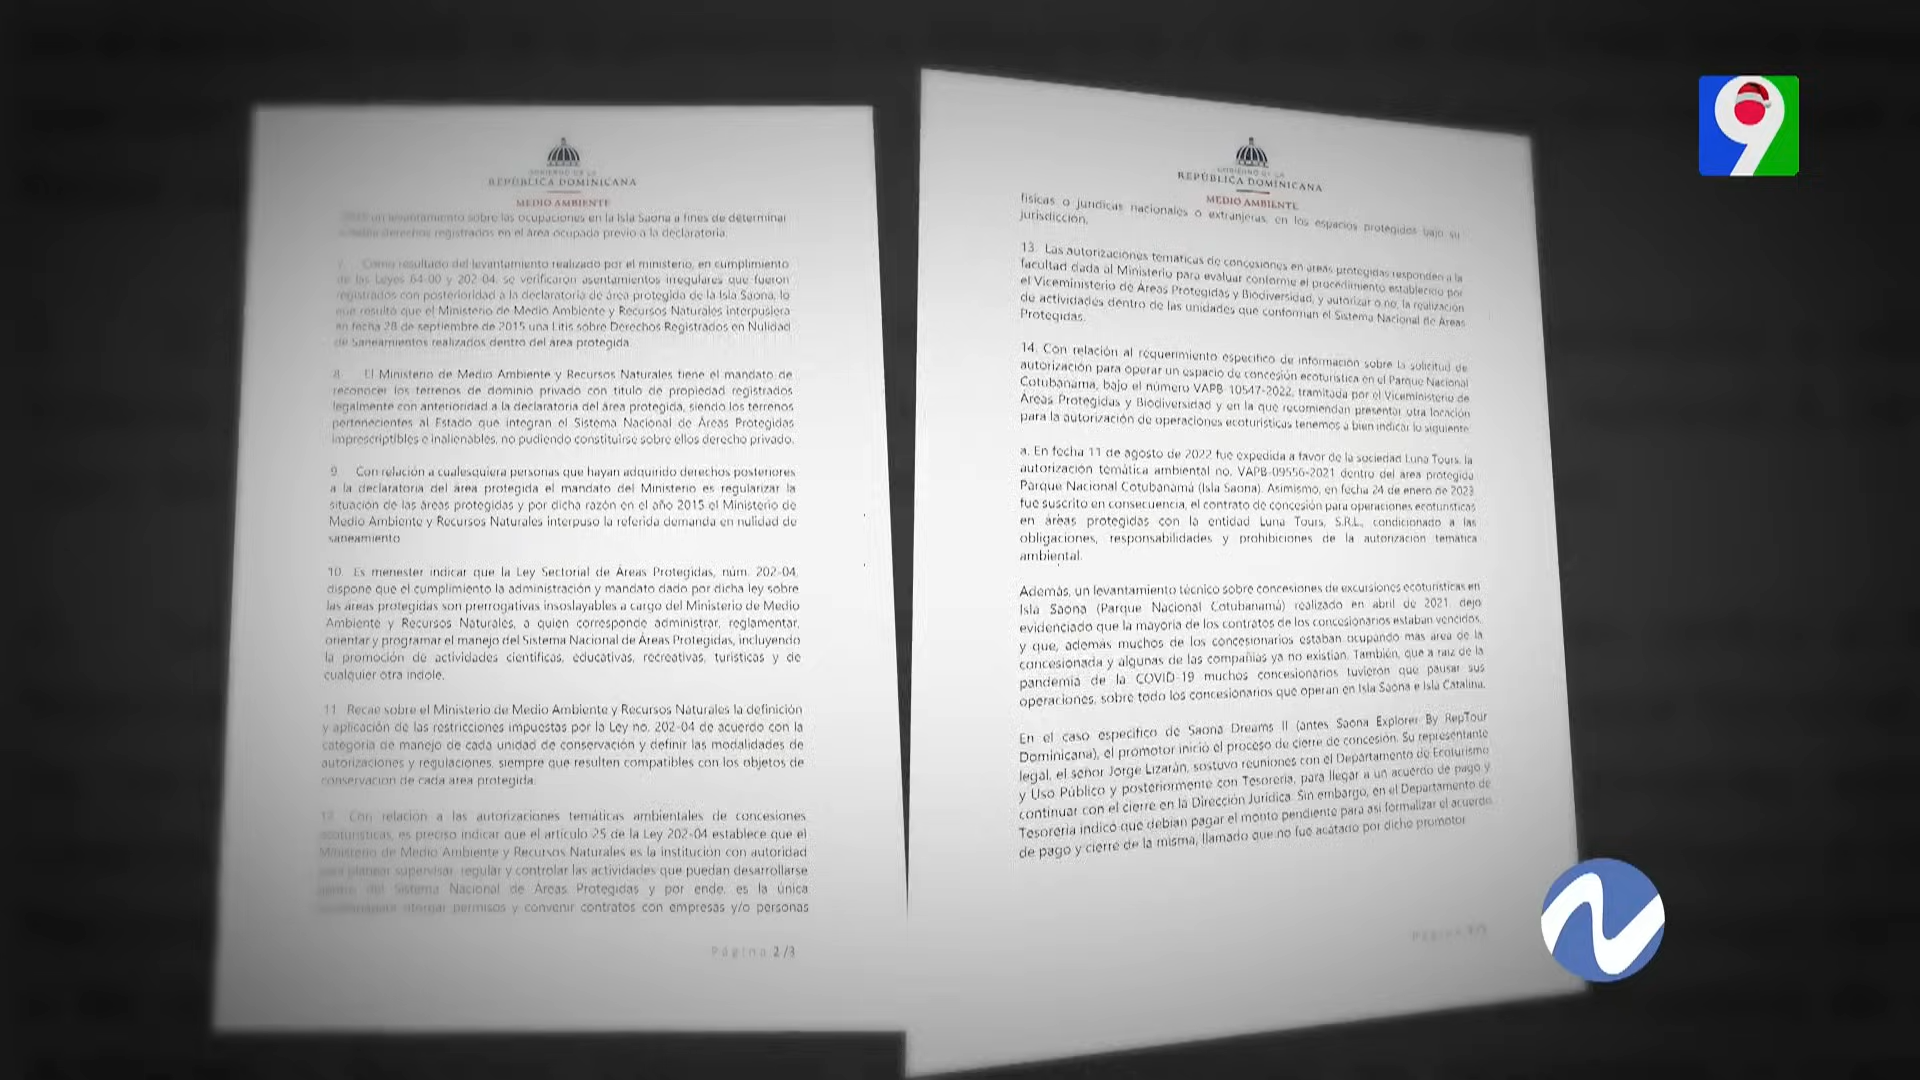 GOBIERNO DE LA
REPÚBLICA DOMINICANA
MEDIO AMBIENTE
un levantamiento sobre las ocupaciones en la Isla Saona a fines de determinar
derechos registrados en el área ocupada previo a la declaratoria.
7. Como resultado del levantamiento realizado por el ministerio, en cumplimiento
de las Leyes 64-00 y 202-04, se verificaron asentamientos irregulares que fueron
registrados con posterioridad a la declaratoria de área protegida de la Isla Saona, lo
que resultó que el Ministerio de Medio Ambiente y Recursos Naturales interpusiera
en fecha 28 de septiembre de 2015 una Litis sobre Derechos Registrados en Nulidad
de Saneamientos realizados dentro del área protegida.
8. El Ministerio de Medio Ambiente y Recursos Naturales tiene el mandato de
reconocer los terrenos de dominio privado con título de propiedad registrados
legalmente con anterioridad a la declaratoria del área protegida, siendo los terrenos
pertenecientes al Estado que integran el Sistema Nacional de Áreas Protegidas
imprescriptibles e inalienables, no pudiendo constituirse sobre ellos derecho privado.
9. Con relación a cualesquiera personas que hayan adquirido derechos posteriores
a la declaratoria del área protegida el mandato del Ministerio es regularizar la
situación de las áreas protegidas y por dicha razón en el año 2015 el Ministerio de
Medio Ambiente y Recursos Naturales interpuso la referida demanda en nulidad de
saneamiento.
10. Es menester indicar que la Ley Sectorial de Áreas Protegidas, núm. 202-04,
dispone que el cumplimiento la administración y mandato dado por dicha ley sobre
las áreas protegidas son prerrogativas insoslayables a cargo del Ministerio de Medio
Ambiente y Recursos Naturales, a quien corresponde administrar, reglamentar,
orientar y programar el manejo del Sistema Nacional de Áreas Protegidas, incluyendo
la promoción de actividades científicas, educativas, recreativas, turísticas y de
cualquier otra índole.
11. Recae sobre el Ministerio de Medio Ambiente y Recursos Naturales la definición
y aplicación de las restricciones impuestas por la Ley no. 202-04 de acuerdo con la
categoría de manejo de cada unidad de conservación y definir las modalidades de
autorizaciones y regulaciones, siempre que resulten compatibles con los objetos de
conservación de cada área protegida.
12. Con relación a las autorizaciones temáticas ambientales de concesiones
ecoturísticas, es preciso indicar que el artículo 25 de la Ley 202-04 establece que el
Ministerio de Medio Ambiente y Recursos Naturales es la institución con autoridad
para planear supervisar, regular y controlar las actividades que puedan desarrollarse
dentro del Sistema Nacional de Áreas Protegidas y por ende, es la única
otorgar permisos y convenir contratos con empresas y/o personas
Página 2/3
GOBIERNO DE LA
REPÚBLICA DOMINICANA
MEDIO AMBIENTE
físicas o jurídicas nacionales o extranjeras, en los espacios protegidos bajo su
jurisdicción.
13. Las autorizaciones temáticas de concesiones en áreas protegidas responden a la
facultad dada al Ministerio para evaluar conforme el procedimiento establecido por
el Viceministerio de Áreas Protegidas y Biodiversidad, y autorizar o no, la realización
de actividades dentro de las unidades que conforman el Sistema Nacional de Áreas
Protegidas.
14. Con relación al requerimiento específico de información sobre la solicitud de
autorización para operar un espacio de concesión ecoturística en el Parque Nacional
Cotubanamá, bajo el número VAPB 10547-2022, tramitada por el Viceministerio de
Áreas Protegidas y Biodiversidad y en la que recomiendan presentar otra locación
para la autorización de operaciones ecoturísticas tenemos a bien indicar lo siguiente
a. En fecha 11 de agosto de 2022 fue expedida a favor de la sociedad Luna Tours, la
autorización temática ambiental no. VAPB-09556-2021 dentro del área protegida
Parque Nacional Cotubanamá (Isla Saona). Asimismo, en fecha 24 de enero de 2023
fue suscrito en consecuencia, el contrato de concesión para operaciones ecoturísticas
en áreas protegidas con la entidad Luna Tours, S.R.L., condicionado a las
obligaciones, responsabilidades y prohibiciones de la autorización temática
ambiental.
Además, un levantamiento técnico sobre concesiones de excursiones ecoturísticas en
Isla Saona (Parque Nacional Cotubanamá) realizado en abril de 2021, dejo
evidenciado que la mayoría de los contratos de los concesionarios estaban vencidos,
y que, además muchos de los concesionarios estaban ocupando más área de la
concesionada y algunas de las compañías ya no existían. También, que a raíz de la
pandemia de la COVID-19 muchos concesionarios tuvieron que pausar sus
operaciones, sobre todo los concesionarios que operan en Isla Saona e Isla Catalina.
En el caso específico de Saona Dreams II (antes Saona Explorer By RepTour
Dominicana), el promotor inició el proceso de cierre de concesión. Su representante
legal, el señor Jorge Lizarán, sostuvo reuniones con el Departamento de Ecoturismo
y Uso Público y posteriormente con Tesorería, para llegar a un acuerdo de pago y
continuar con el cierre en la Dirección Jurídica. Sin embargo, en el Departamento de
Tesorería indicó que debían pagar el monto pendiente para así formalizar el acuerdo
de pago y cierre de la misma, llamado que no fue acatado por dicho promotor.
Página
9